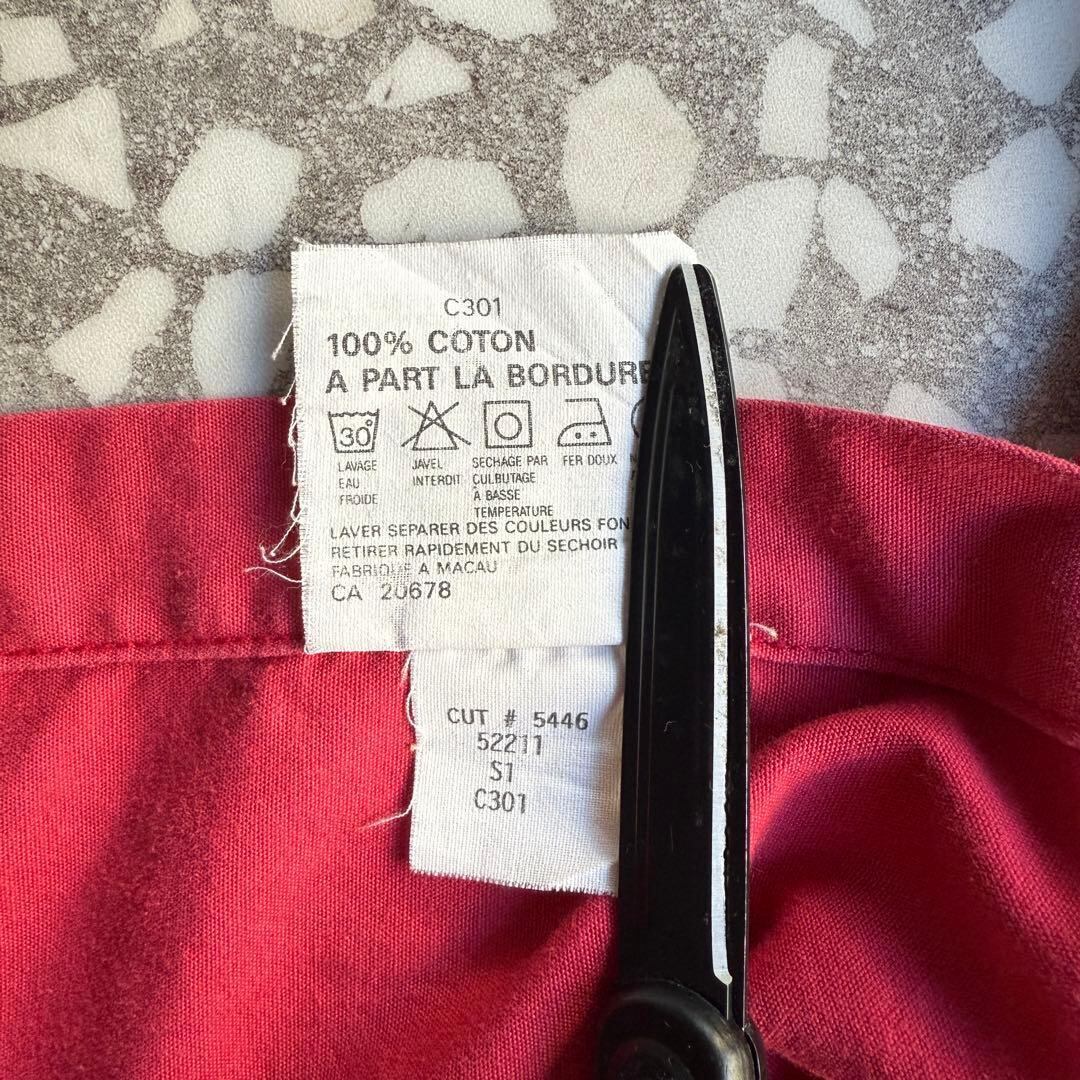 C301
100% COTON
A PART LA BORDURE
30°
LAVAGE
EAU
FROIDE
JAVEL
INTERDIT
SECHAGE PAR
CULBUTAGE
A BASSE
TEMPERATURE
FER DOUX
LAVER SEPARER DES COULEURS FON
RETIRER RAPIDEMENT DU SECHOIR
FABRIQUE A MACAU
CA 20678
CUT # 5446
52211
S1
C301